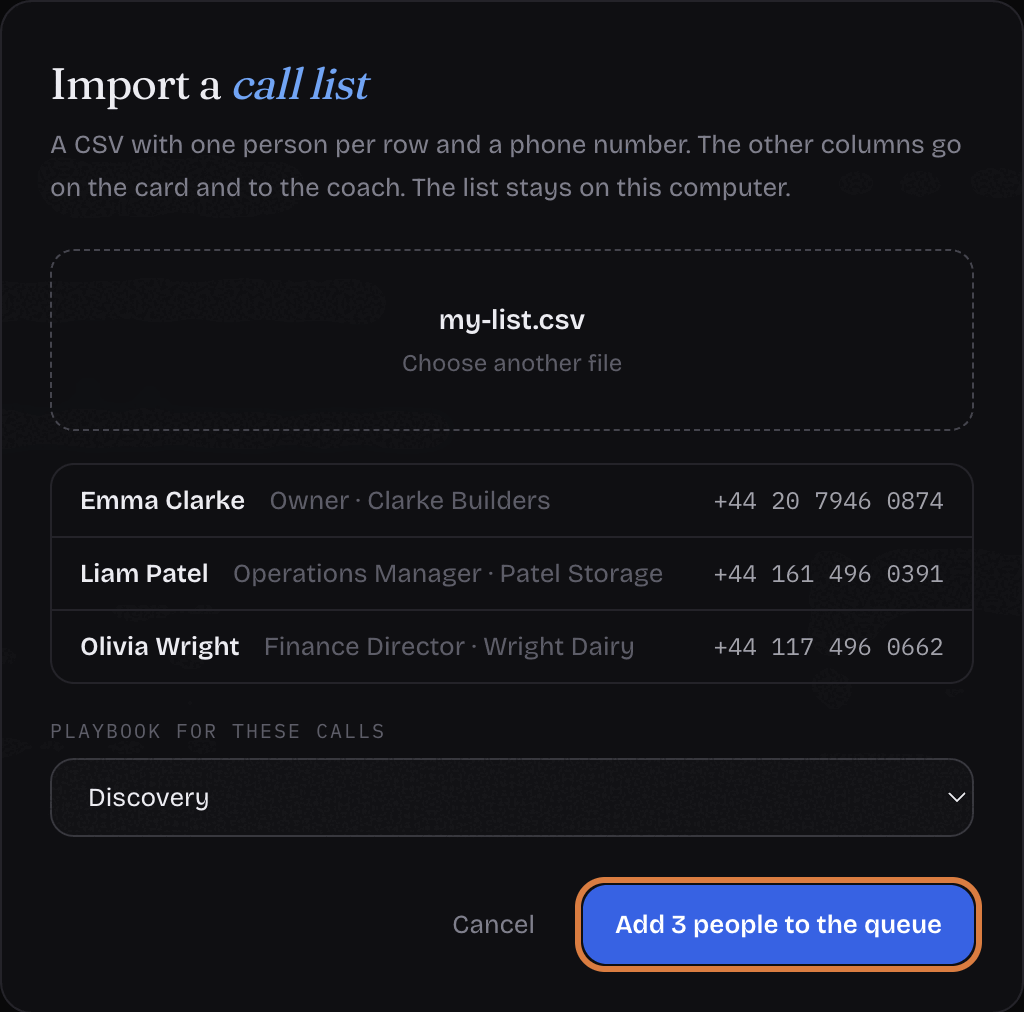 Import a call list
A CSV with one person per row and a phone number. The other columns go
on the card and to the coach. The list stays on this computer.
my-list.csv
Choose another file
Emma Clarke Owner · Clarke Builders +44 20 7946 0874
Liam Patel Operations Manager · Patel Storage +44 161 496 0391
Olivia Wright Finance Director · Wright Dairy +44 117 496 0662
PLAYBOOK FOR THESE CALLS
Discovery
Cancel Add 3 people to the queue